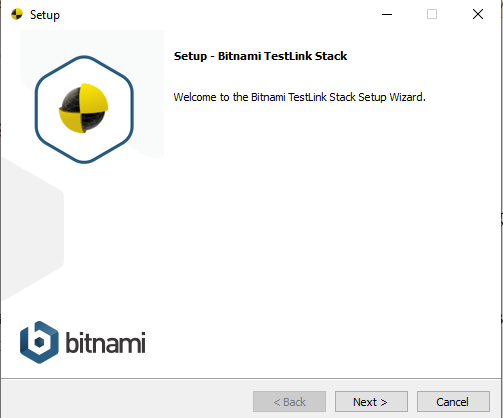 Setup
Setup - Bitnami TestLink Stack
Welcome to the Bitnami TestLink Stack Setup Wizard.
bitnami
< Back
Next >
Cancel